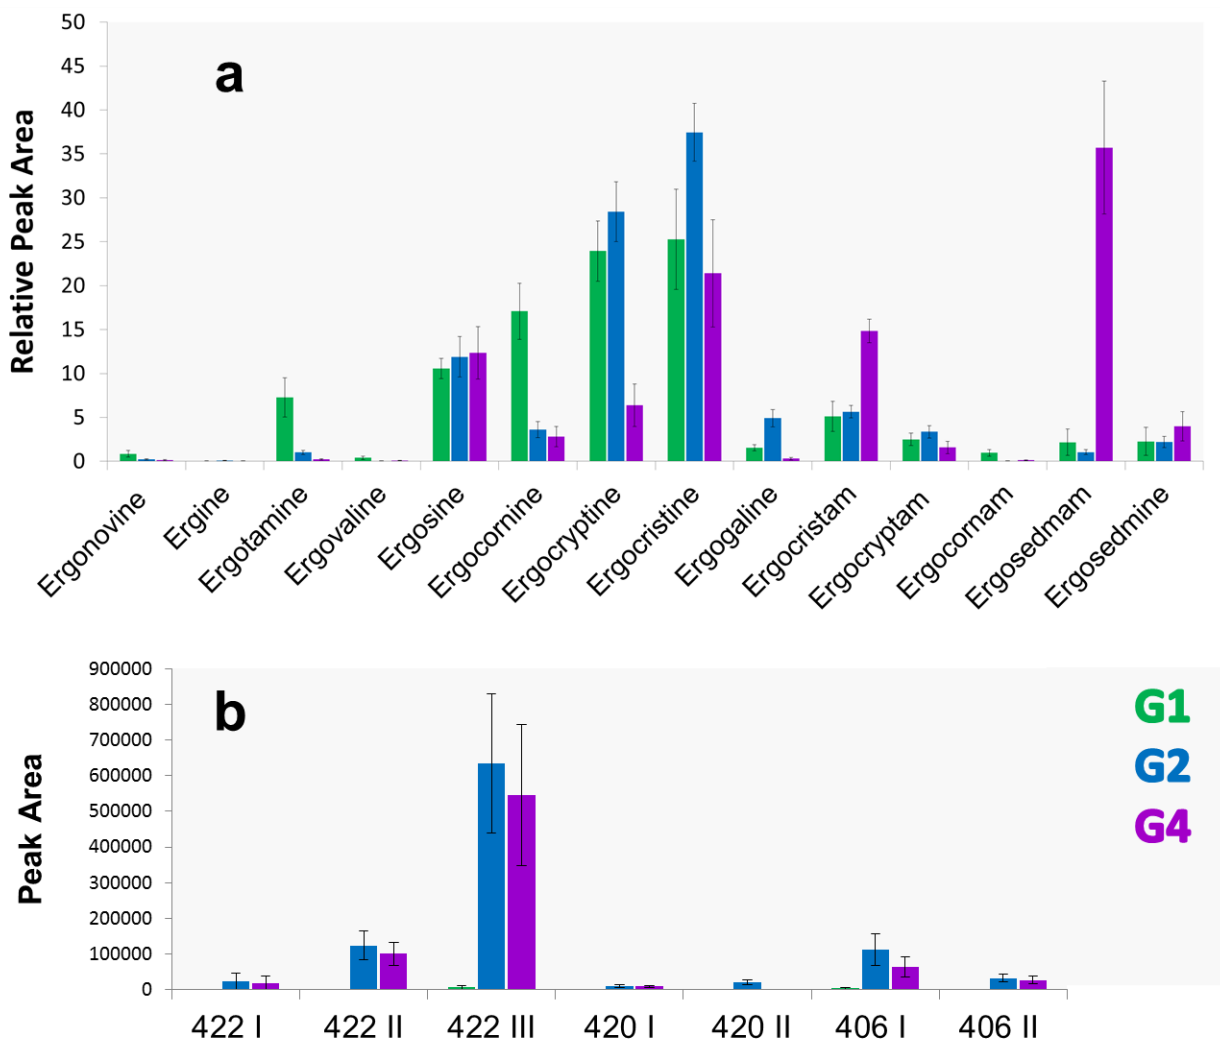 a
Relative Peak Area
50
45
40
35
30
25
20
15
10
5
0
Ergonovine
Ergine
Ergotamine
Ergovaline
Ergosine
Ergocornine
Ergocryptine
Ergocristine
Ergogaline
Ergocristam
Ergocryptam
Ergocornam
Ergosedmam
Ergosedmine
b
Peak Area
900000
800000
700000
600000
500000
400000
300000
200000
100000
0
422 I
422 II
422 III
420 I
420 II
406 I
406 II
G1
G2
G4